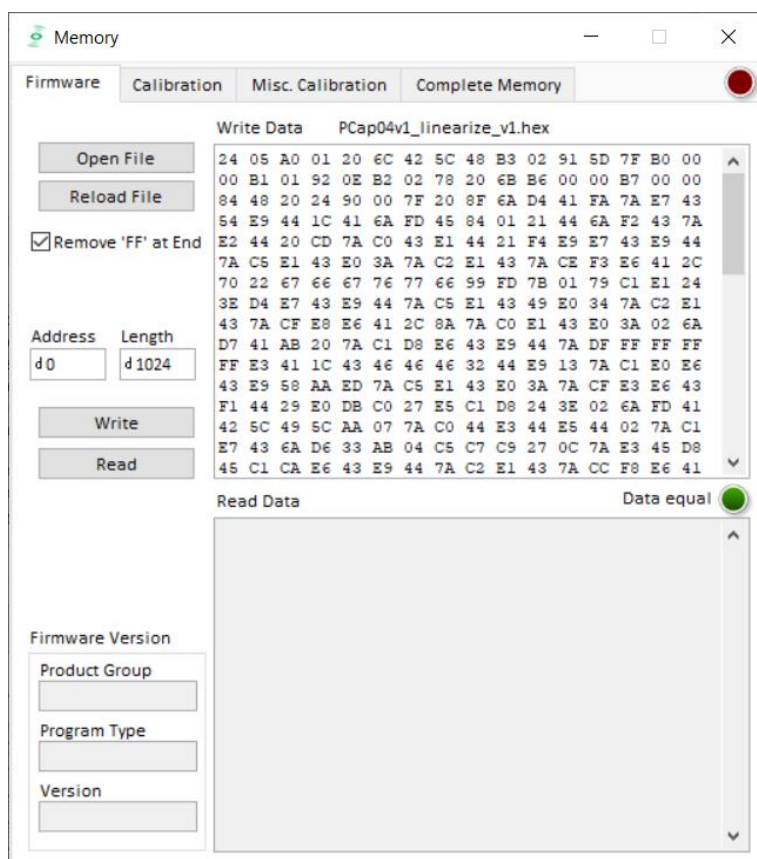 Memory
Firmware Calibration Misc. Calibration Complete Memory
Write Data PCap04v1_linearize_v1.hex
Open File
Reload File
Remove 'FF' at End
Address Length
d 0 d 1024
Write
Read
24 05 A0 01 20 6C 42 5C 48 B3 02 91 5D 7F B0 00
00 B1 01 92 0E B2 02 78 20 6B B6 00 00 B7 00 00
84 48 20 24 90 00 7F 20 8F 6A D4 41 FA 7A E7 43
54 E9 44 1C 41 6A FD 45 84 01 21 44 6A F2 43 7A
E2 44 20 CD 7A C0 43 E1 44 21 F4 E9 E7 43 E9 44
7A C5 E1 43 E0 3A 7A C2 E1 43 7A CE F3 E6 41 2C
70 22 67 66 67 76 77 66 99 FD 7B 01 79 C1 E1 24
3E D4 E7 43 E9 44 7A C5 E1 43 49 E0 34 7A C2 E1
43 7A CF E8 E6 41 2C 8A 7A C0 E1 43 E0 3A 02 6A
D7 41 AB 20 7A C1 D8 E6 43 E9 44 7A DF FF FF FF
FF E3 41 1C 43 46 46 46 32 44 E9 13 7A C1 E0 E6
43 E9 58 AA ED 7A C5 E1 43 E0 3A 7A CF E3 E6 43
F1 44 29 E0 DB C0 27 E5 C1 D8 24 3E 02 6A FD 41
42 5C 49 5C AA 07 7A C0 44 E3 44 E5 44 02 7A C1
E7 43 6A D6 33 AB 04 C5 C7 C9 27 0C 7A E3 45 D8
45 C1 CA E6 43 E9 44 7A C2 E1 43 7A CC F8 E6 41
Read Data Data equal
Firmware Version
Product Group
Program Type
Version